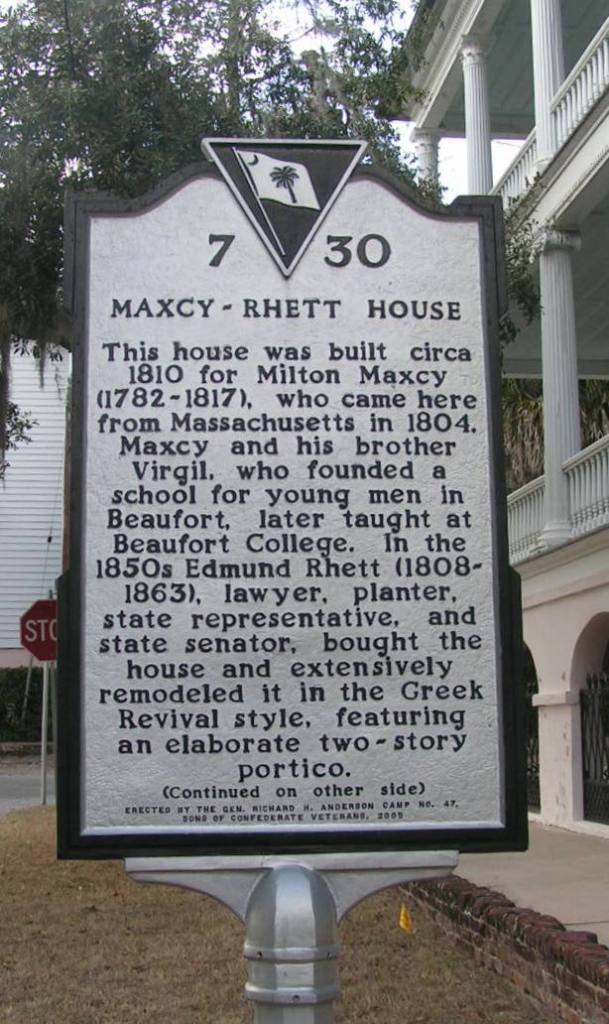 7 30
MAXCY-RHETT HOUSE
This house was built circa
1810 for Milton Maxcy
(1782-1817), who came here
from Massachusetts in 1804.
Maxcy and his brother
Virgil, who founded a
school for young men in
Beaufort, later taught at
Beaufort College. In the
1850s Edmund Rhett (1808-
1863), lawyer, planter,
state representative, and
state senator, bought the
house and extensively
remodeled it in the Greek
Revival style, featuring
an elaborate two-story
portico.
(Continued on other side)
ERECTED BY THE GEN. RICHARD H. ANDERSON CAMP NO. 47,
SONS OF CONFEDERATE VETERANS, 2005
STO